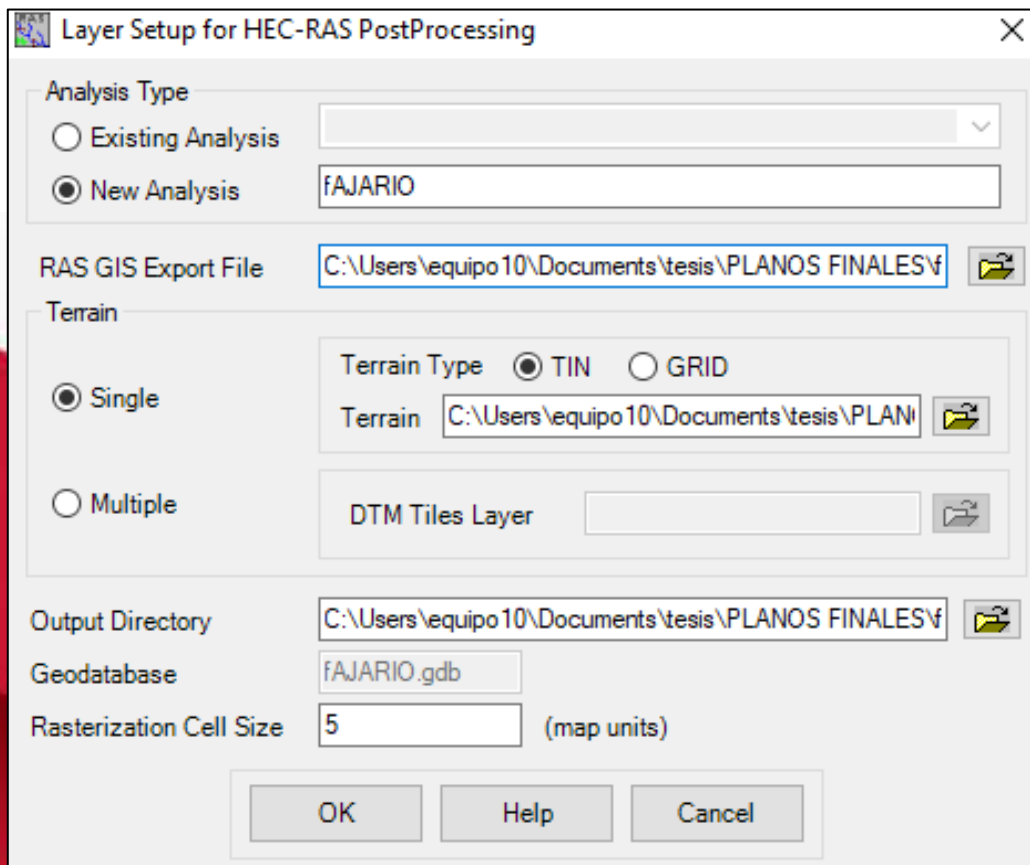 Layer Setup for HEC-RAS PostProcessing
Analysis Type
Existing Analysis
New Analysis fAJARIO
RAS GIS Export File C:\Users\equipo10\Documents\tesis\PLANOS FINALES\f
Terrain
Single
Terrain Type TIN GRID
Terrain C:\Users\equipo10\Documents\tesis\PLAN(
Multiple
DTM Tiles Layer
Output Directory C:\Users\equipo10\Documents\tesis\PLANOS FINALES\f
Geodatabase fAJARIO.gdb
Rasterization Cell Size 5 (map units)
OK Help Cancel